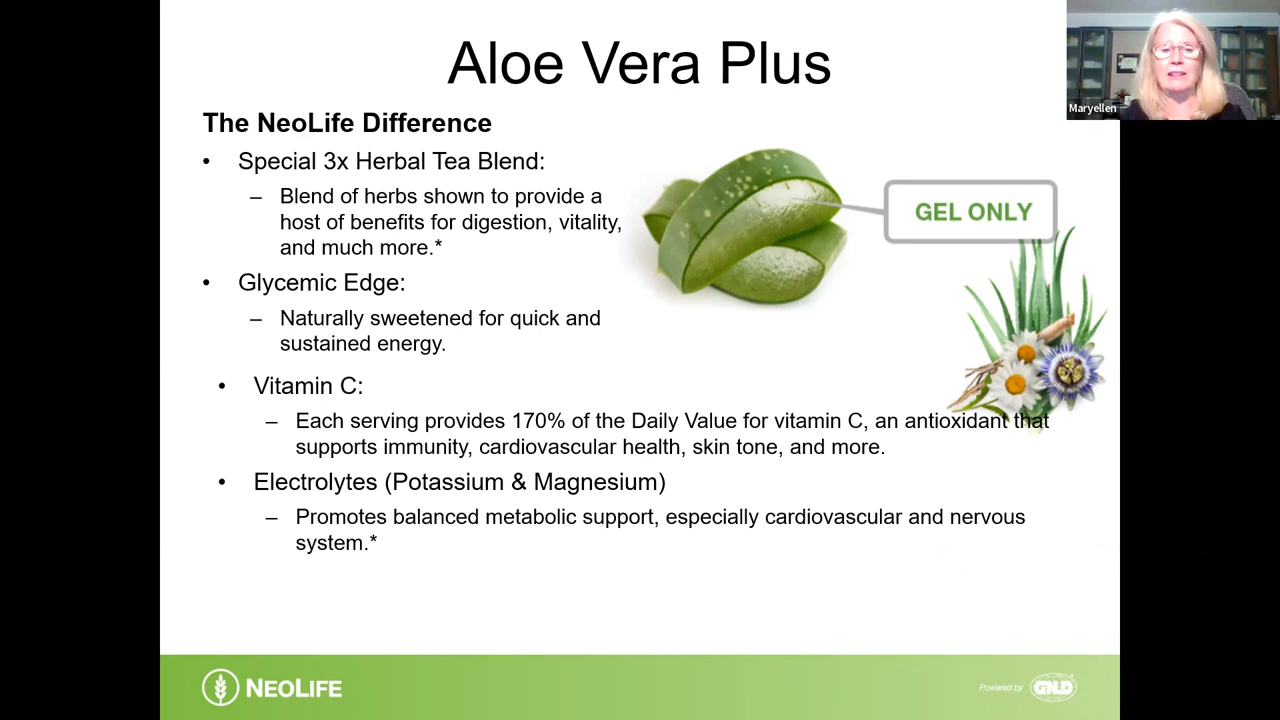 Aloe Vera Plus
Maryellen
The NeoLife Difference
• Special 3x Herbal Tea Blend:
– Blend of herbs shown to provide a
host of benefits for digestion, vitality,
and much more.*
GEL ONLY
• Glycemic Edge:
– Naturally sweetened for quick and
sustained energy.
• Vitamin C:
– Each serving provides 170% of the Daily Value for vitamin C, an antioxidant that
supports immunity, cardiovascular health, skin tone, and more.
• Electrolytes (Potassium & Magnesium)
– Promotes balanced metabolic support, especially cardiovascular and nervous
system.*
NEOLIFE
Powered by GNLD